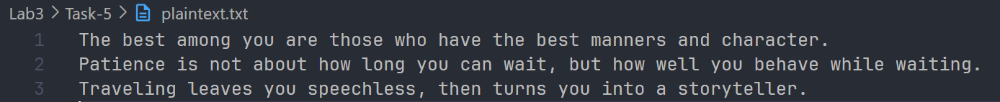 Lab3 > Task-5 > plaintext.txt
1 The best among you are those who have the best manners and character.
2 Patience is not about how long you can wait, but how well you behave while waiting.
3 Traveling leaves you speechless, then turns you into a storyteller.